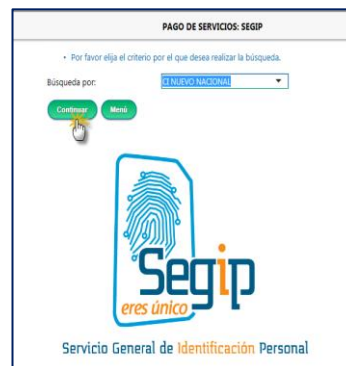 PAGO DE SERVICIOS: SEGIP
• Por favor elija el criterio por el que desea realizar la búsqueda.
Búsqueda por: CI NUEVO NACIONAL
Continuar Menú
Segip
eres único
Servicio General de Identificación Personal